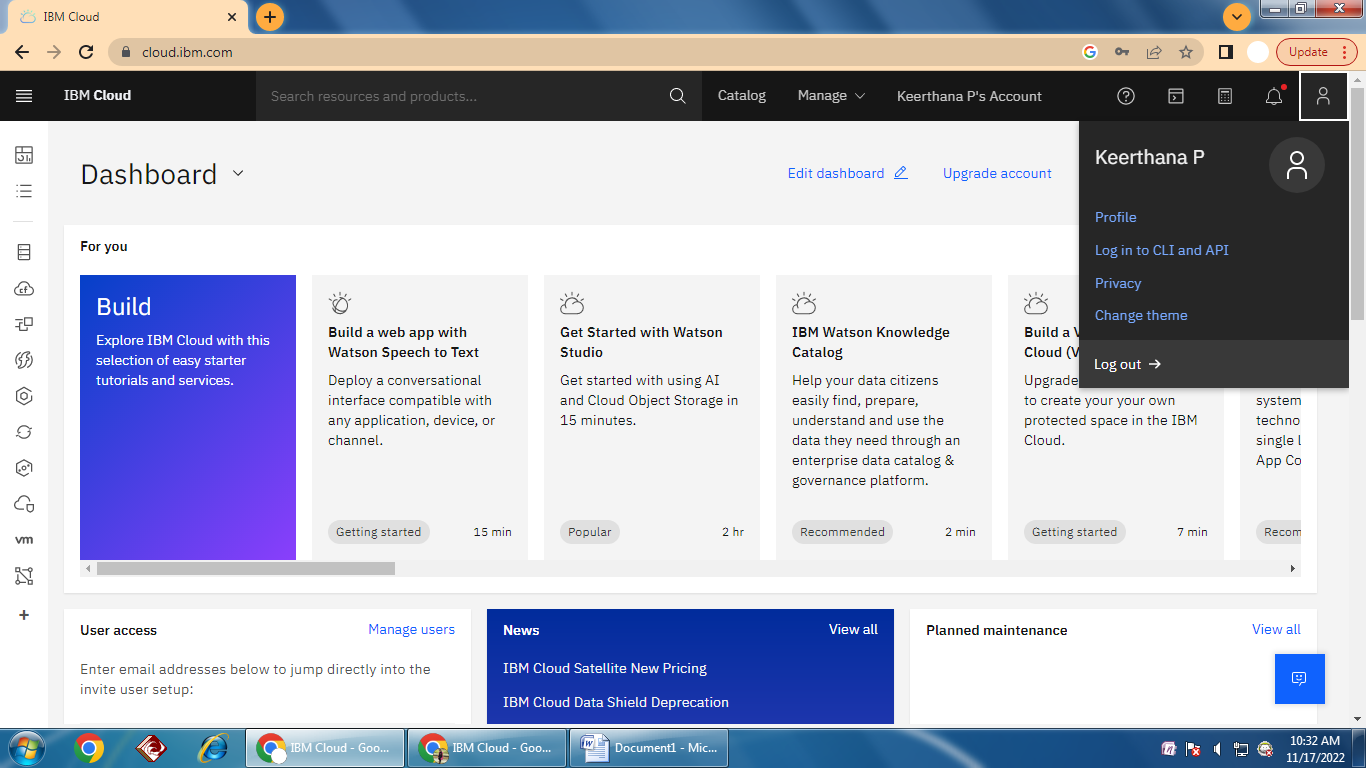 IBM Cloud
cloud.ibm.com
Update
IBM Cloud
Search resources and products...
Catalog
Manage
Keerthana P's Account
Dashboard
Edit dashboard
Upgrade account
Keerthana P
Profile
Log in to CLI and API
Privacy
Change theme
Log out
For you
Build
Explore IBM Cloud with this
selection of easy starter
tutorials and services.
Build a web app with
Watson Speech to Text
Deploy a conversational
interface compatible with
any application, device, or
channel.
Getting started
15 min
Get Started with Watson
Studio
Get started with using AI
and Cloud Object Storage in
15 minutes.
Popular
2 hr
IBM Watson Knowledge
Catalog
Help your data citizens
easily find, prepare,
understand and use the
data they need through an
enterprise data catalog &
governance platform.
Recommended
2 min
Build a V
Cloud (V
Upgrade
to create your your own
protected space in the IBM
Cloud.
Getting started
7 min
system
techno
single l
App Co
Recom
vm
User access
Manage users
Enter email addresses below to jump directly into the
invite user setup:
News
View all
IBM Cloud Satellite New Pricing
IBM Cloud Data Shield Deprecation
Planned maintenance
View all
IBM Cloud - Goo...
IBM Cloud - Goo...
Document1 - Mic...
10:32 AM
11/17/2022